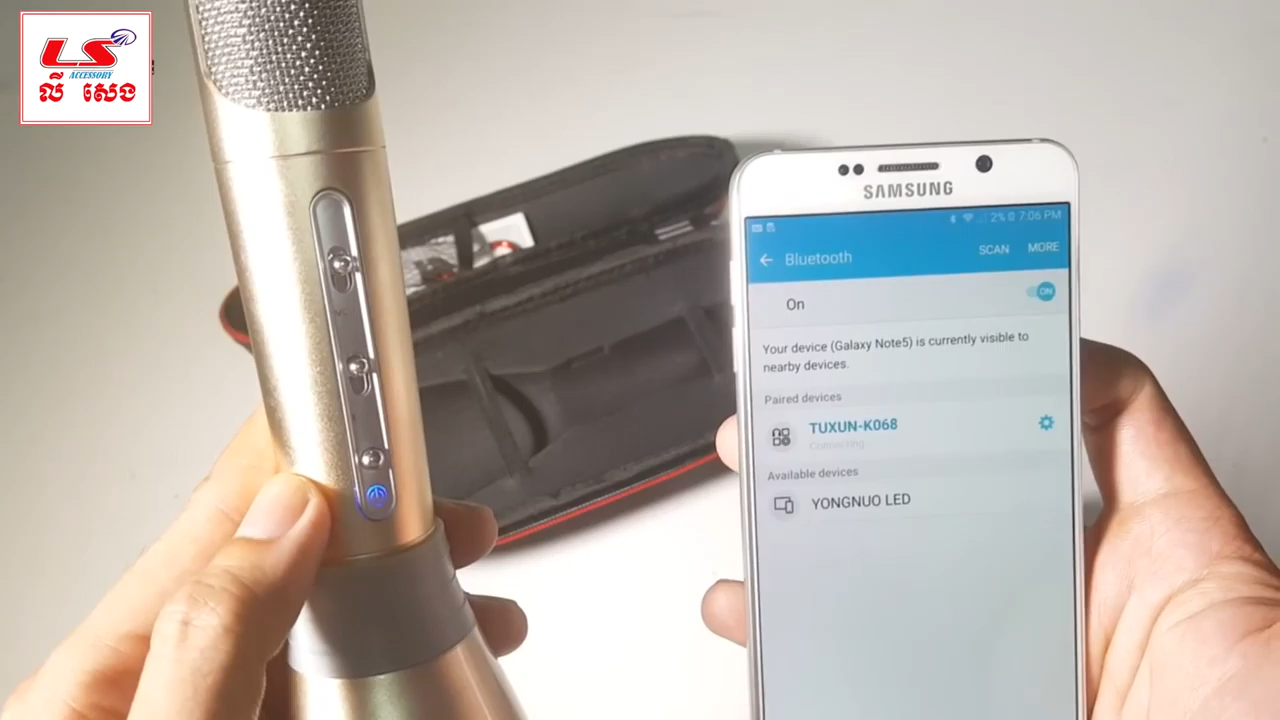 LS
ACCESSORY
លី សេង
SAMSUNG
2% 7:06 PM
Bluetooth
SCAN
MORE
On
ON
Your device (Galaxy Note5) is currently visible to
nearby devices.
Paired devices
TUXUN-K068
Connecting...
Available devices
YONGNUO LED